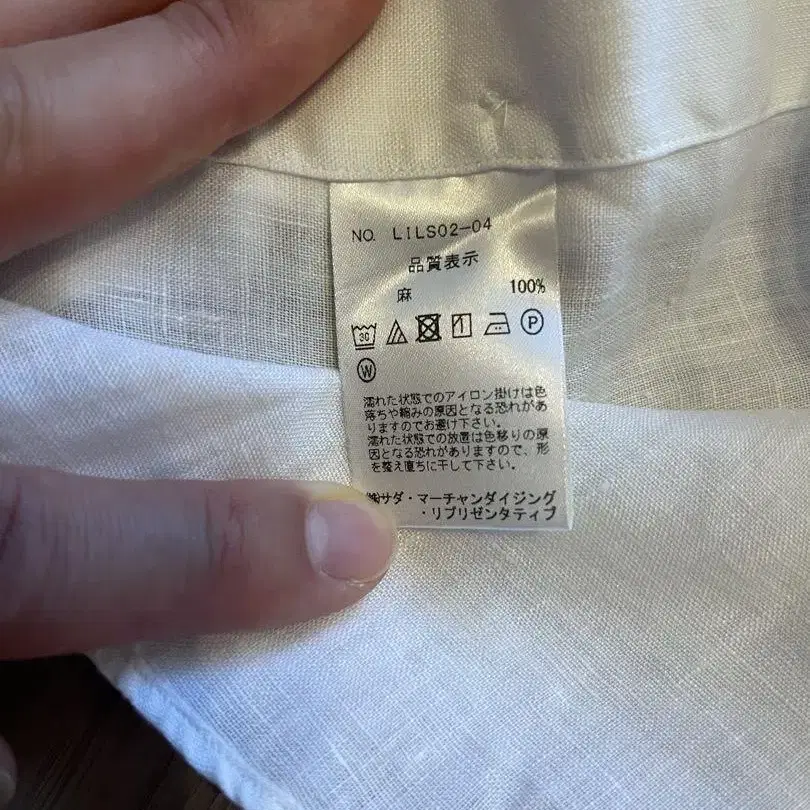 NO. LILS02-04
品質表示
麻 100%
30 P
W
濡れた状態でのアイロン掛けは色
落ちや縮みの原因となる恐れがあ
りますのでお避け下さい。
濡れた状態での放置は色移りの原
因となる恐れがありますので、形
を整え直ちに干して下さい。
㈱サダ・マーチャンダイジング
・リプリゼンタティブ